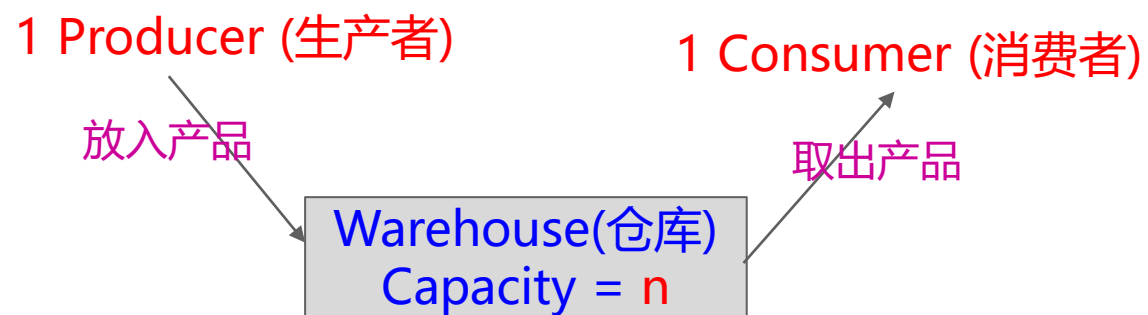 1 Producer (生产者)
1 Consumer (消费者)
放入产品
取出产品
Warehouse(仓库)
Capacity = n